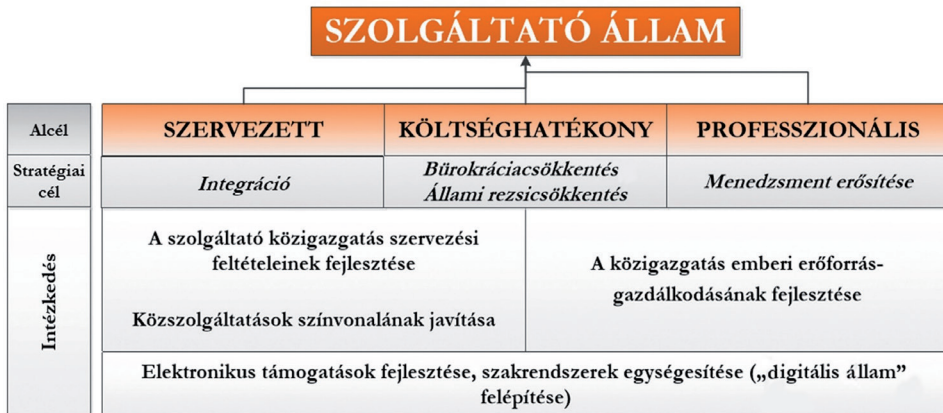 SZOLGÁLTATÓ ÁLLAM
Alcél
SZERVEZETT
KÖLTSÉGHATÉKONY
PROFESSZIONÁLIS
Stratégiai
cél
Integráció
Bürokráciacsökkentés
Állami rezsicsökkentés
Menedzsment erősítése
Intézkedés
A szolgáltató közigazgatás szervezési
feltételeinek fejlesztése
Közszolgáltatások színvonalának javítása
A közigazgatás emberi erőforrás-
gazdálkodásának fejlesztése
Elektronikus támogatások fejlesztése, szakrendszerek egységesítése („digitális állam”
felépítése)